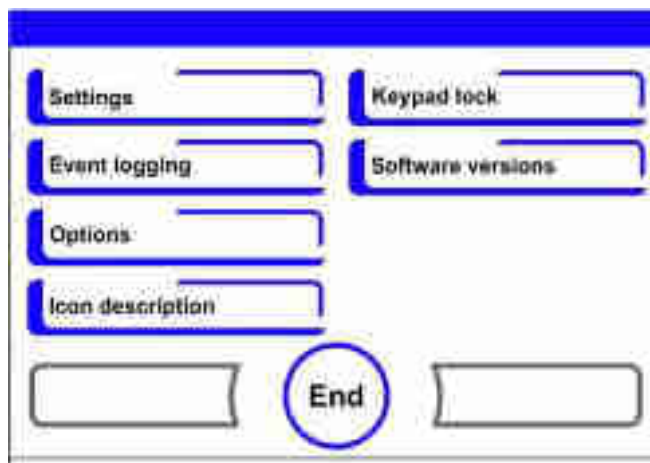 Settings
Keypad lock
Event logging
Software versions
Options
Icon description
End